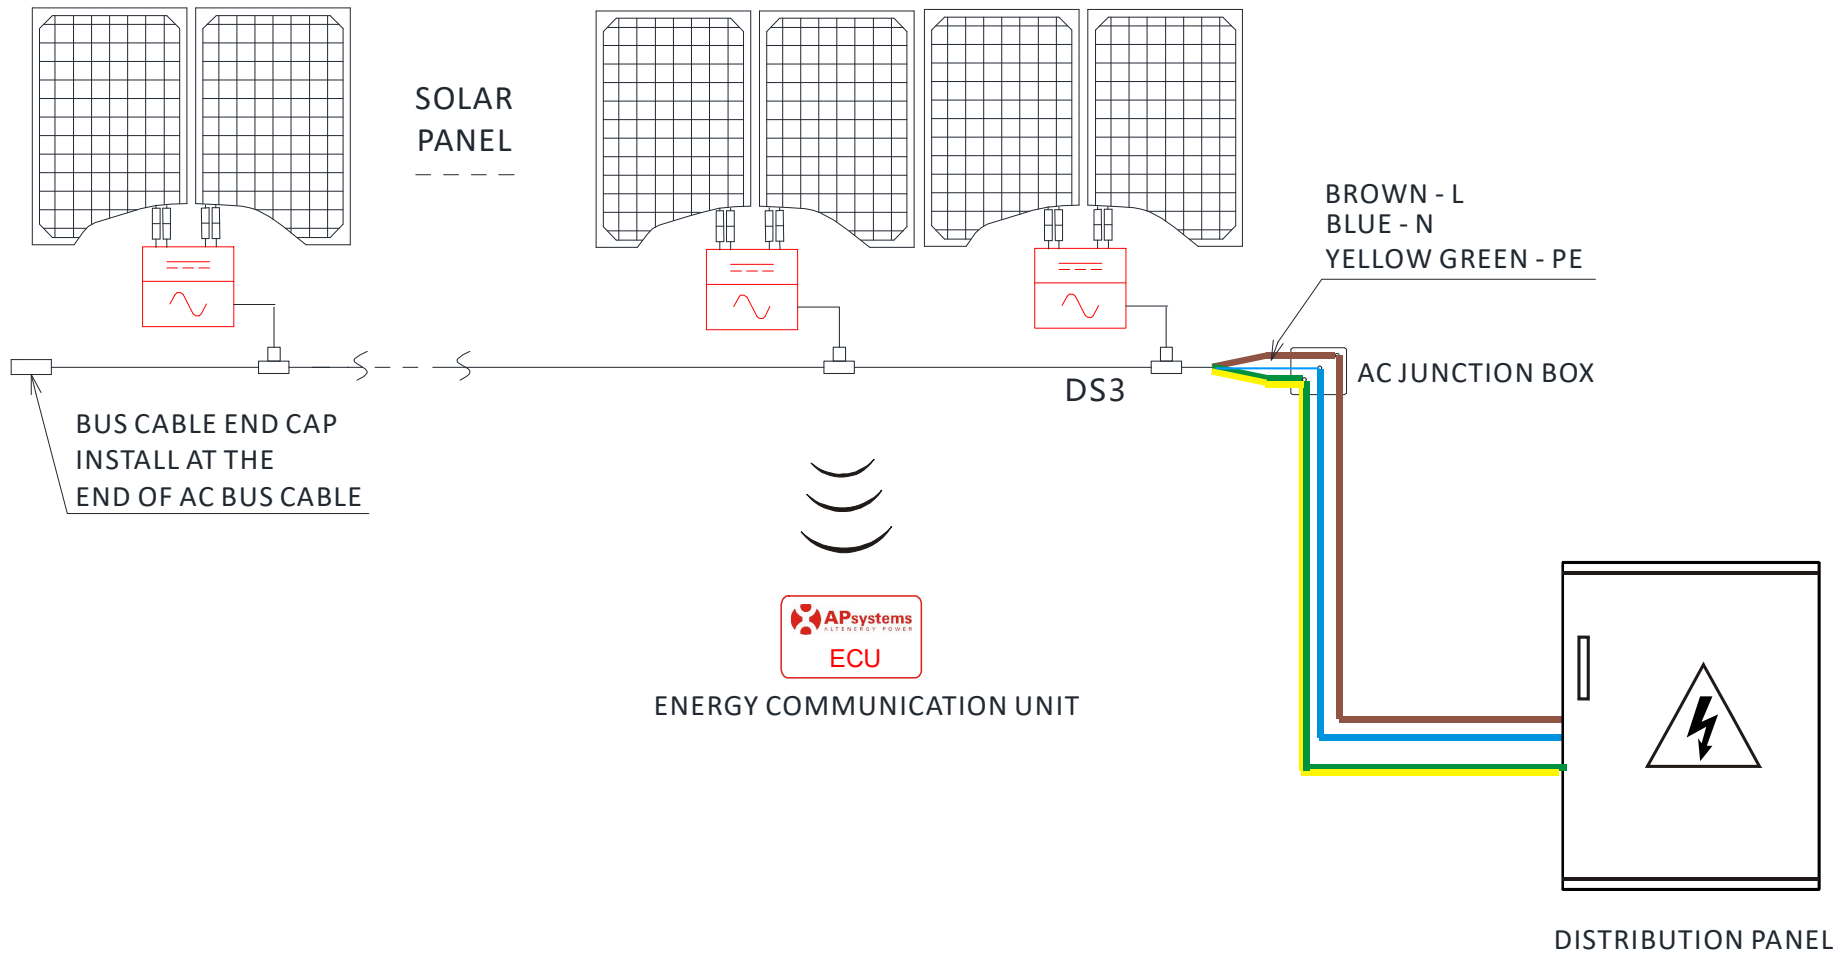 SOLAR
PANEL
BROWN - L
BLUE - N
YELLOW GREEN - PE
AC JUNCTION BOX
DS3
BUS CABLE END CAP
INSTALL AT THE
END OF AC BUS CABLE
APsystems
ALTENERGY POWER
ECU
ENERGY COMMUNICATION UNIT
DISTRIBUTION PANEL